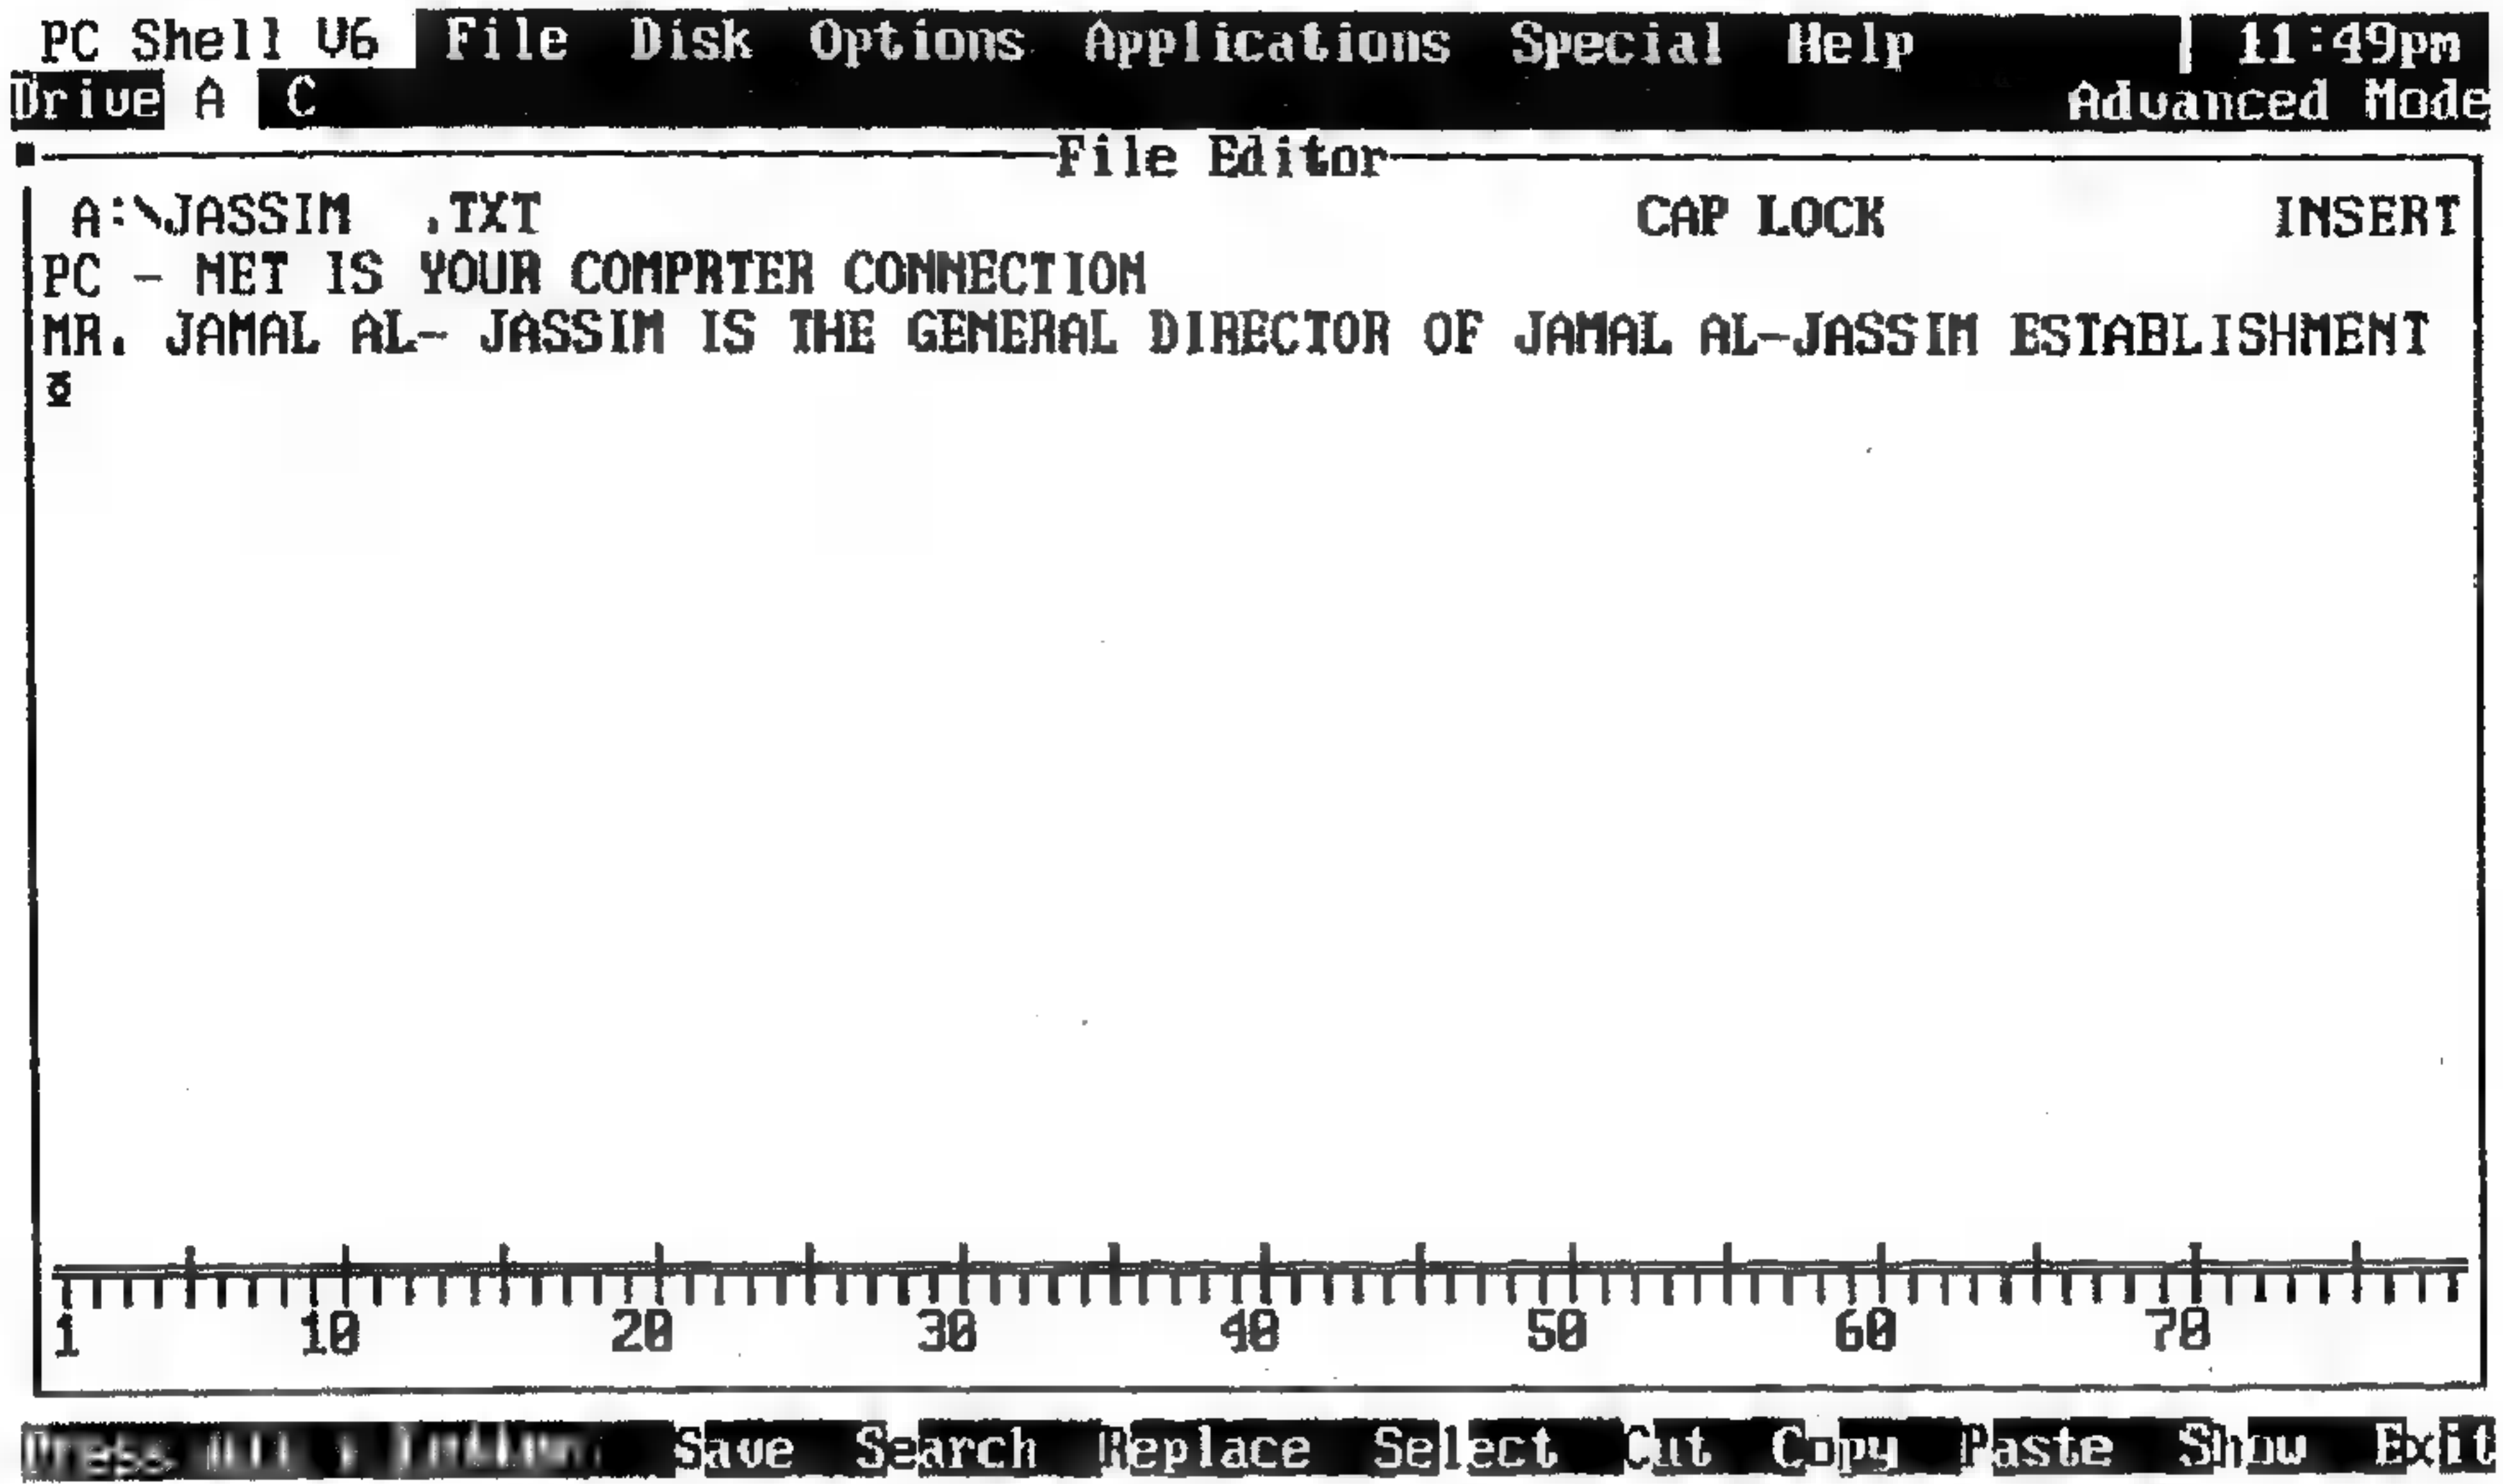 PC Shell V6 File Disk Options Applications Special Help 11:49pm
Drive A C Advanced Mode
File Editor
A:\JASSIM .TXT CAP LOCK INSERT
PC - NET IS YOUR COMPRTER CONNECTION
MR. JAMAL AL- JASSIM IS THE GENERAL DIRECTOR OF JAMAL AL-JASSIM ESTABLISHMENT
1 10 20 30 40 50 60 70
Press Save Search Replace Select Cut Copy Paste Show Exit